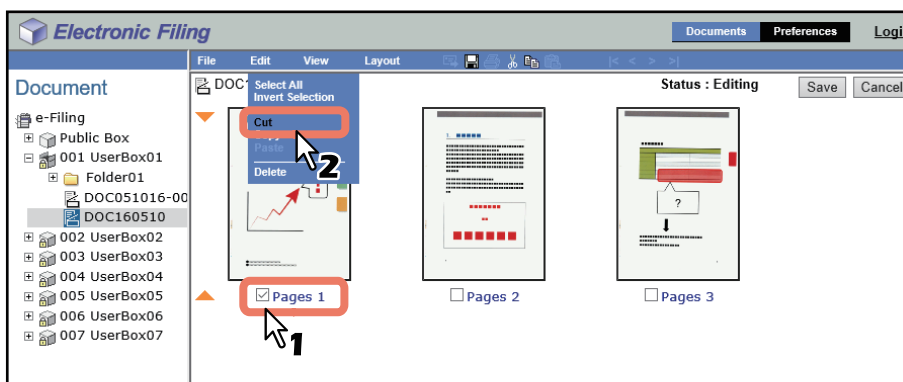 Electronic Filing
Documents Preferences Logi
File Edit View Layout |< < > >|
Document
e-Filing
Public Box
001 UserBox01
Folder01
DOC051016-00
DOC160510
002 UserBox02
003 UserBox03
004 UserBox04
005 UserBox05
006 UserBox06
007 UserBox07
Status : Editing Save Cancel
Select All
Invert Selection
Cut
Paste
Delete
2
1.
?
Pages 1 Pages 2 Pages 3
1